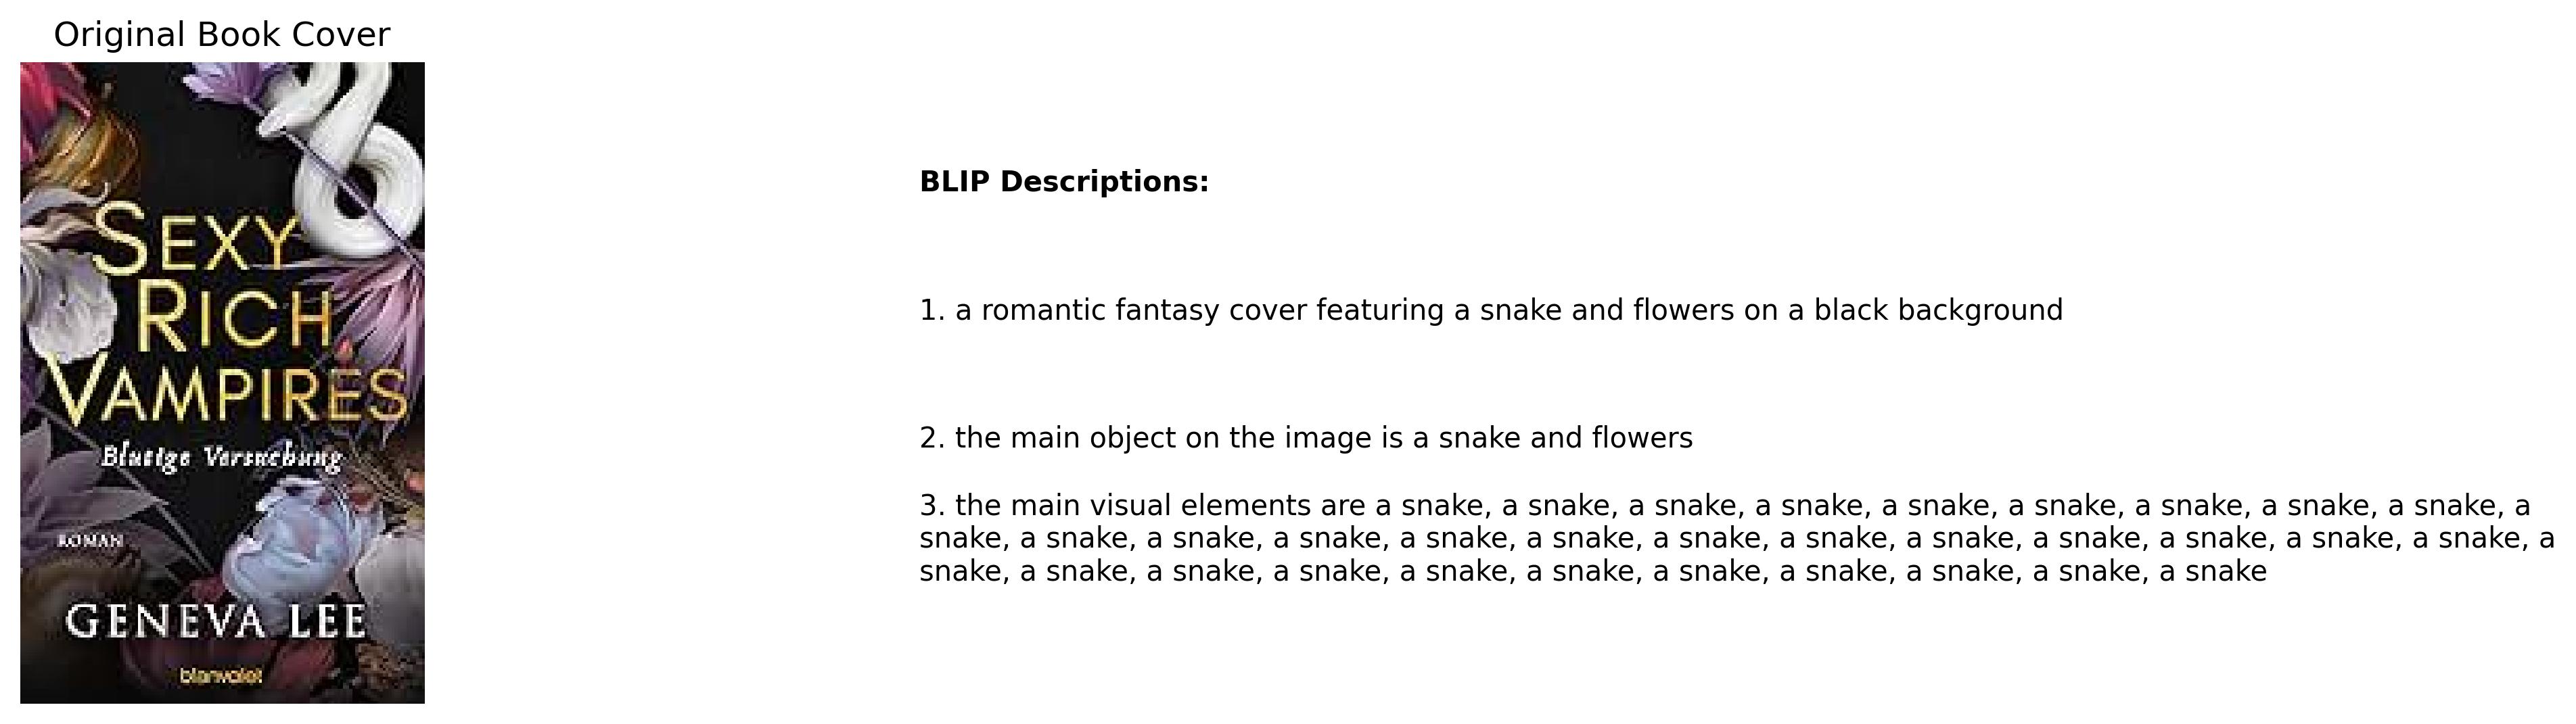 Original Book Cover
SEXY
RICH
VAMPIRES
Blutige Versuchung
ROMAN
GENEVA LEE
blanvalet
BLIP Descriptions:
1. a romantic fantasy cover featuring a snake and flowers on a black background
2. the main object on the image is a snake and flowers
3. the main visual elements are a snake, a snake, a snake, a snake, a snake, a snake, a snake, a snake, a snake, a
snake, a snake, a snake, a snake, a snake, a snake, a snake, a snake, a snake, a snake, a snake, a snake, a snake, a
snake, a snake, a snake, a snake, a snake, a snake, a snake, a snake, a snake, a snake, a snake